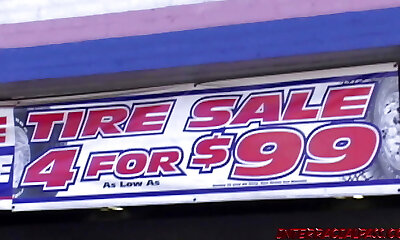 TIRE SALE
4 FOR $99
As Low As